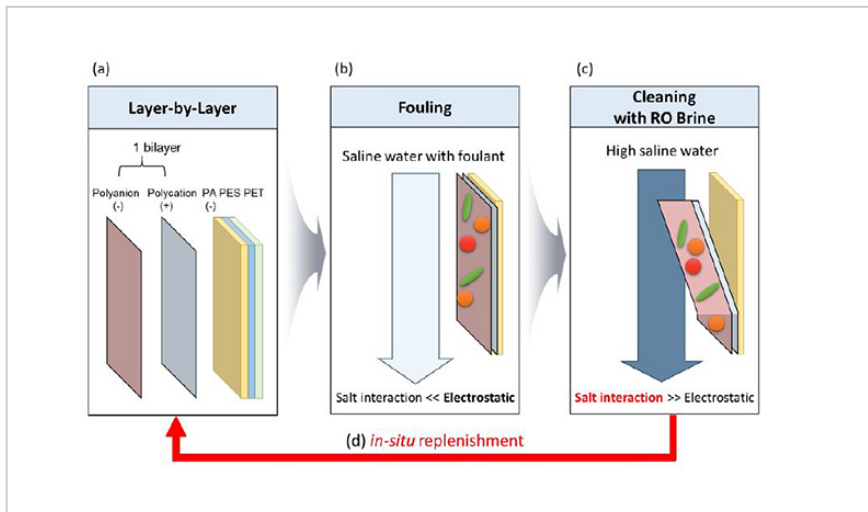 (a)
Layer-by-Layer
1 bilayer
Polyanion Polycation PA PES PET
(-) (+) (-)
(b)
Fouling
Saline water with foulant
Salt interaction << Electrostatic
(c)
Cleaning
with RO Brine
High saline water
Salt interaction >> Electrostatic
(d) in-situ replenishment